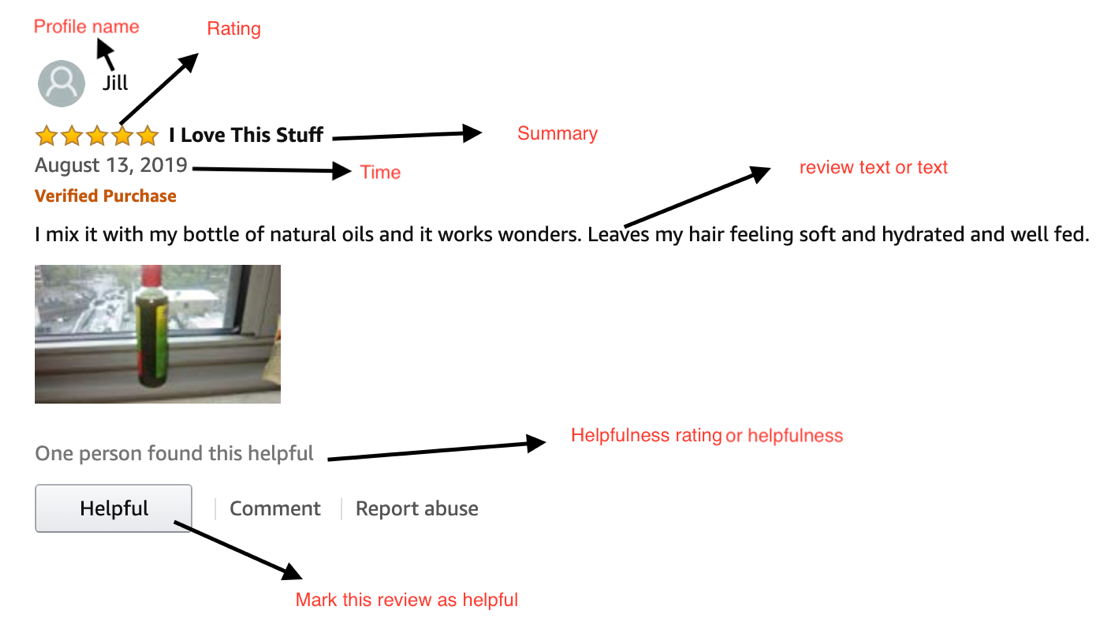 Profile name
Rating
Jill
I Love This Stuff
Summary
August 13, 2019
Time
review text or text
Verified Purchase
I mix it with my bottle of natural oils and it works wonders. Leaves my hair feeling soft and hydrated and well fed.
One person found this helpful
Helpfulness rating or helpfulness
Helpful
Comment
Report abuse
Mark this review as helpful